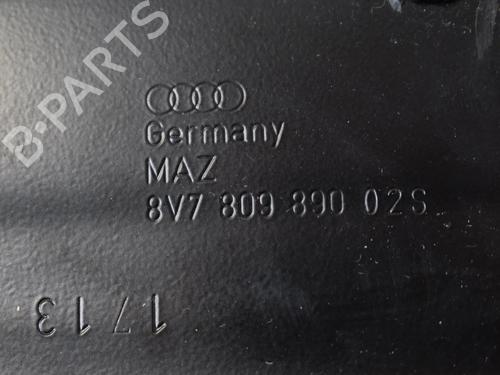 B-PARTS
Germany
MAZ
8V7 809 890 02S
1713